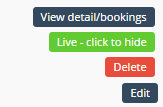 View detail/bookings
Live - click to hide
Delete
Edit